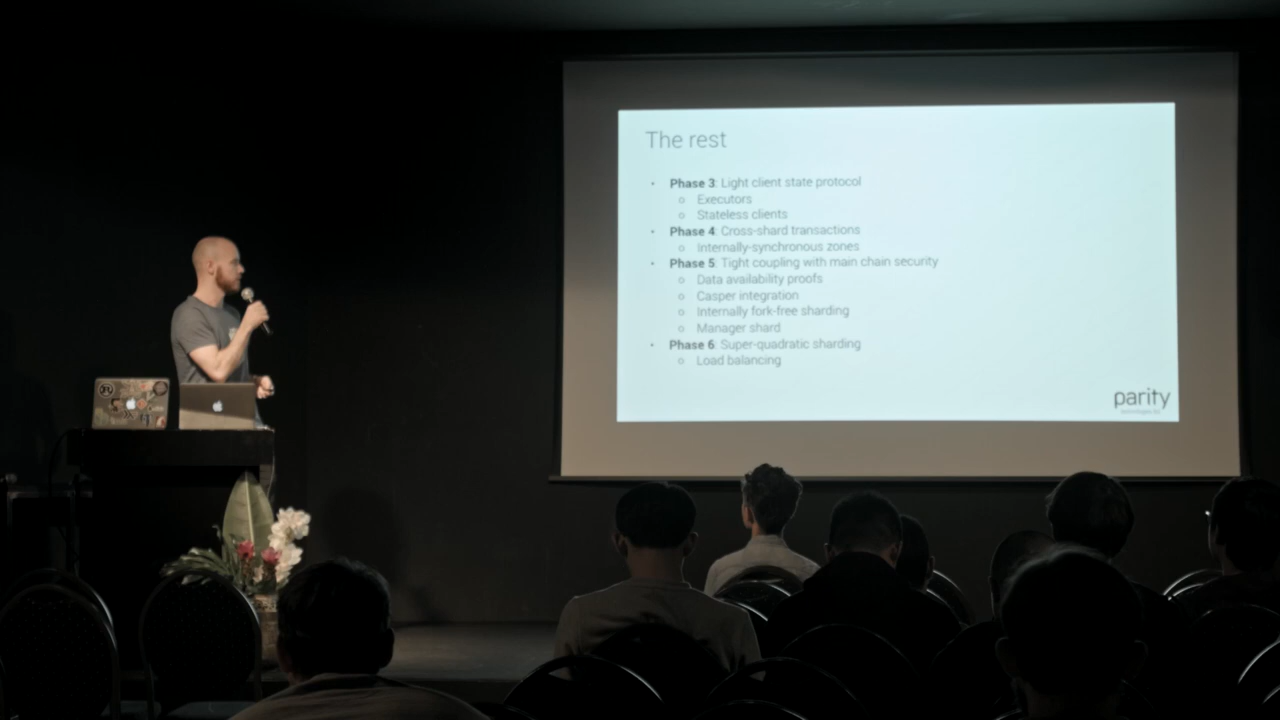 The rest
• Phase 3: Light client state protocol
o Executors
o Stateless clients
• Phase 4: Cross-shard transactions
o Internally-synchronous zones
• Phase 5: Tight coupling with main chain security
o Data availability proofs
o Casper integration
o Internally fork-free sharding
o Manager shard
• Phase 6: Super-quadratic sharding
o Load balancing
parity